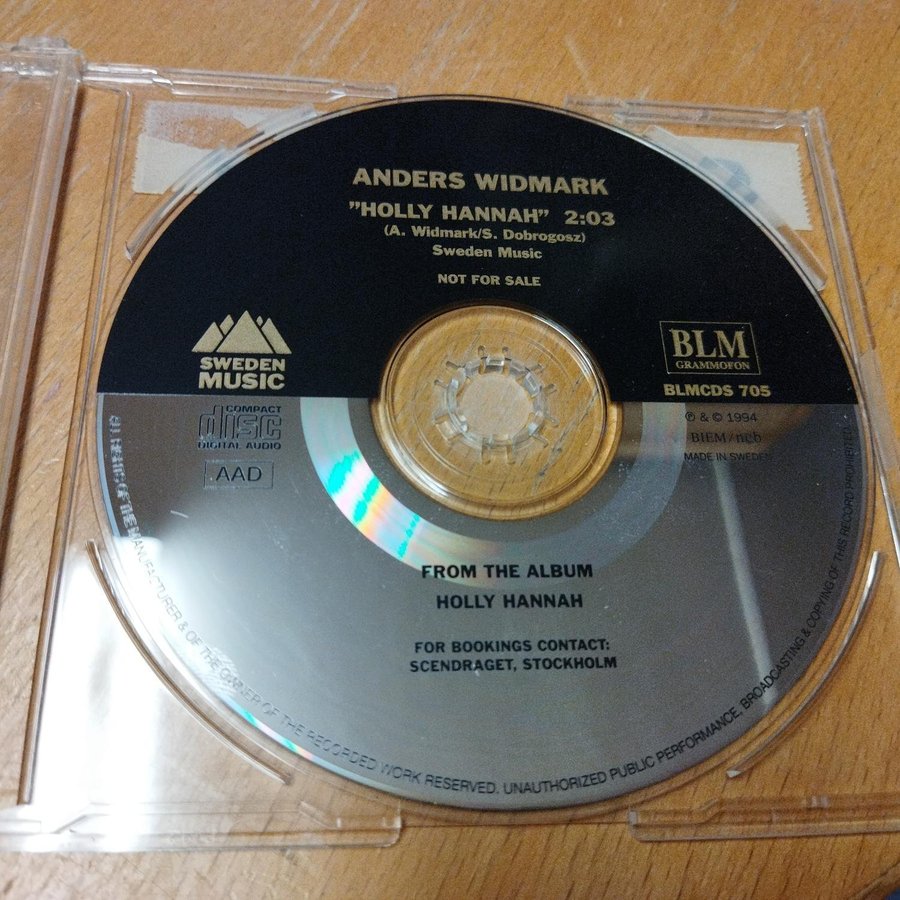 ANDERS WIDMARK
"HOLLY HANNAH" 2:03
(A. Widmark/S. Dobrogosz)
Sweden Music
NOT FOR SALE
SWEDEN
MUSIC
BLM
GRAMMOFON
BLMCDS 705
COMPACT
disc
DIGITAL AUDIO
AAD
℗ & © 1994
BIEM/ncb
MADE IN SWEDEN
FROM THE ALBUM
HOLLY HANNAH
FOR BOOKINGS CONTACT:
SCENDRAGET, STOCKHOLM
OF THE MANUFACTURER & OF THE OWNER OF THE RECORDED WORK RESERVED. UNAUTHORIZED PUBLIC PERFORMANCE, BROADCASTING & COPYING OF THIS RECORD PROHIBITED